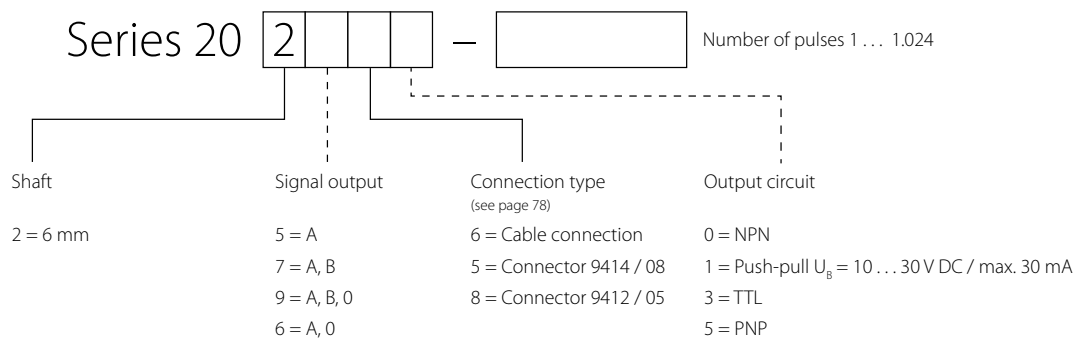 Series 20 2 – Number of pulses 1 . . . 1.024
Shaft
2 = 6 mm
Signal output
5 = A
7 = A, B
9 = A, B, 0
6 = A, 0
Connection type
(see page 78)
6 = Cable connection
5 = Connector 9414 / 08
8 = Connector 9412 / 05
Output circuit
0 = NPN
1 = Push-pull U_B = 10 . . . 30 V DC / max. 30 mA
3 = TTL
5 = PNP